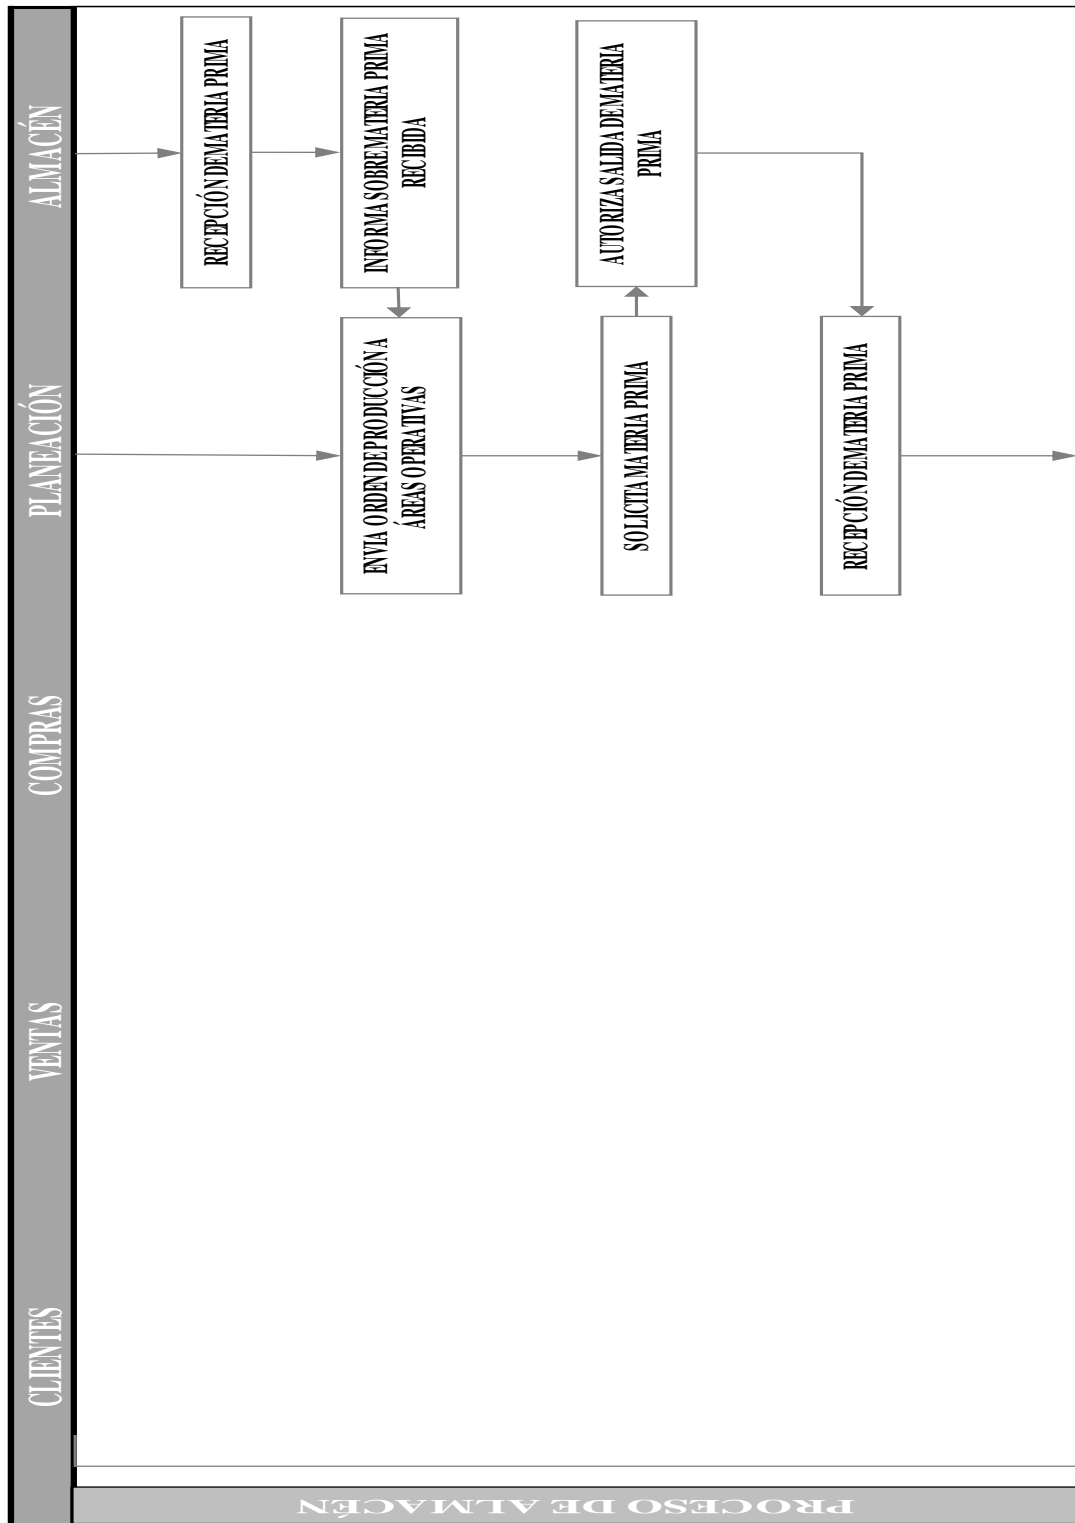 PROCESO DE ALMACÉN
CLIENTES
VENTAS
COMPRAS
PLANEACIÓN
ALMACÉN
RECEPCIÓN DE MATERIA PRIMA
INFORMA SOBRE MATERIA PRIMA
RECIBIDA
ENVIA ORDEN DE PRODUCCIÓN A
ÁREAS OPERATIVAS
SOLICITA MATERIA PRIMA
AUTORIZA SALIDA DE MATERIA
PRIMA
RECEPCIÓN DE MATERIA PRIMA